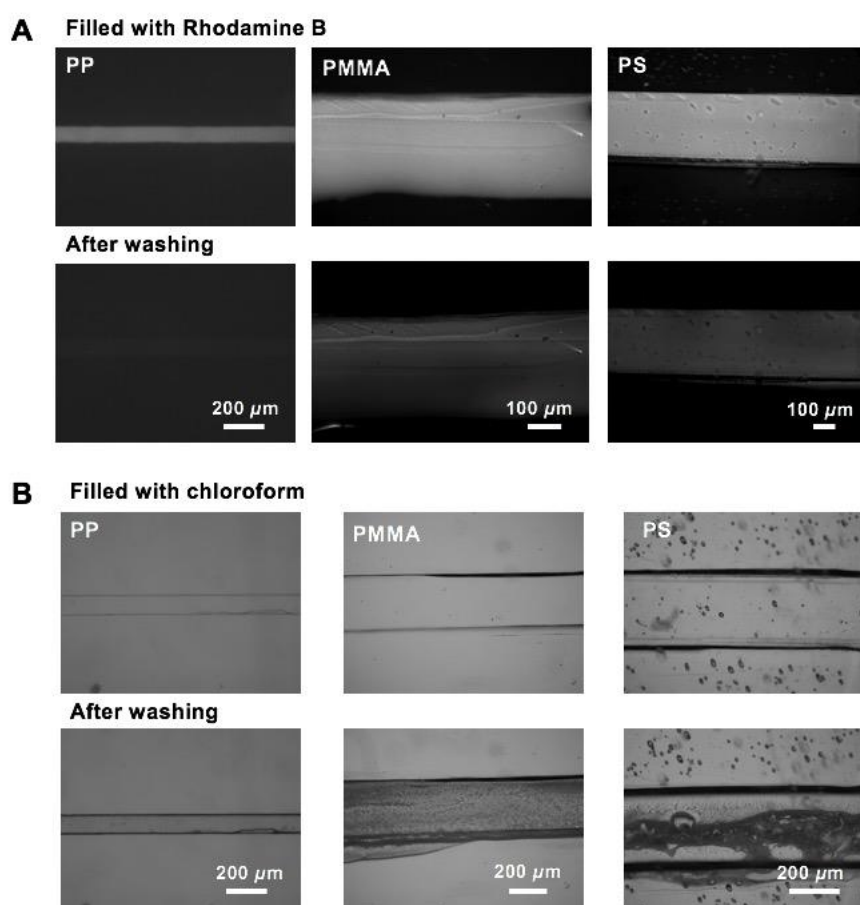 A
Filled with Rhodamine B
PP PMMA PS
After washing
200 µm 100 µm 100 µm
B
Filled with chloroform
PP PMMA PS
After washing
200 µm 200 µm 200 µm